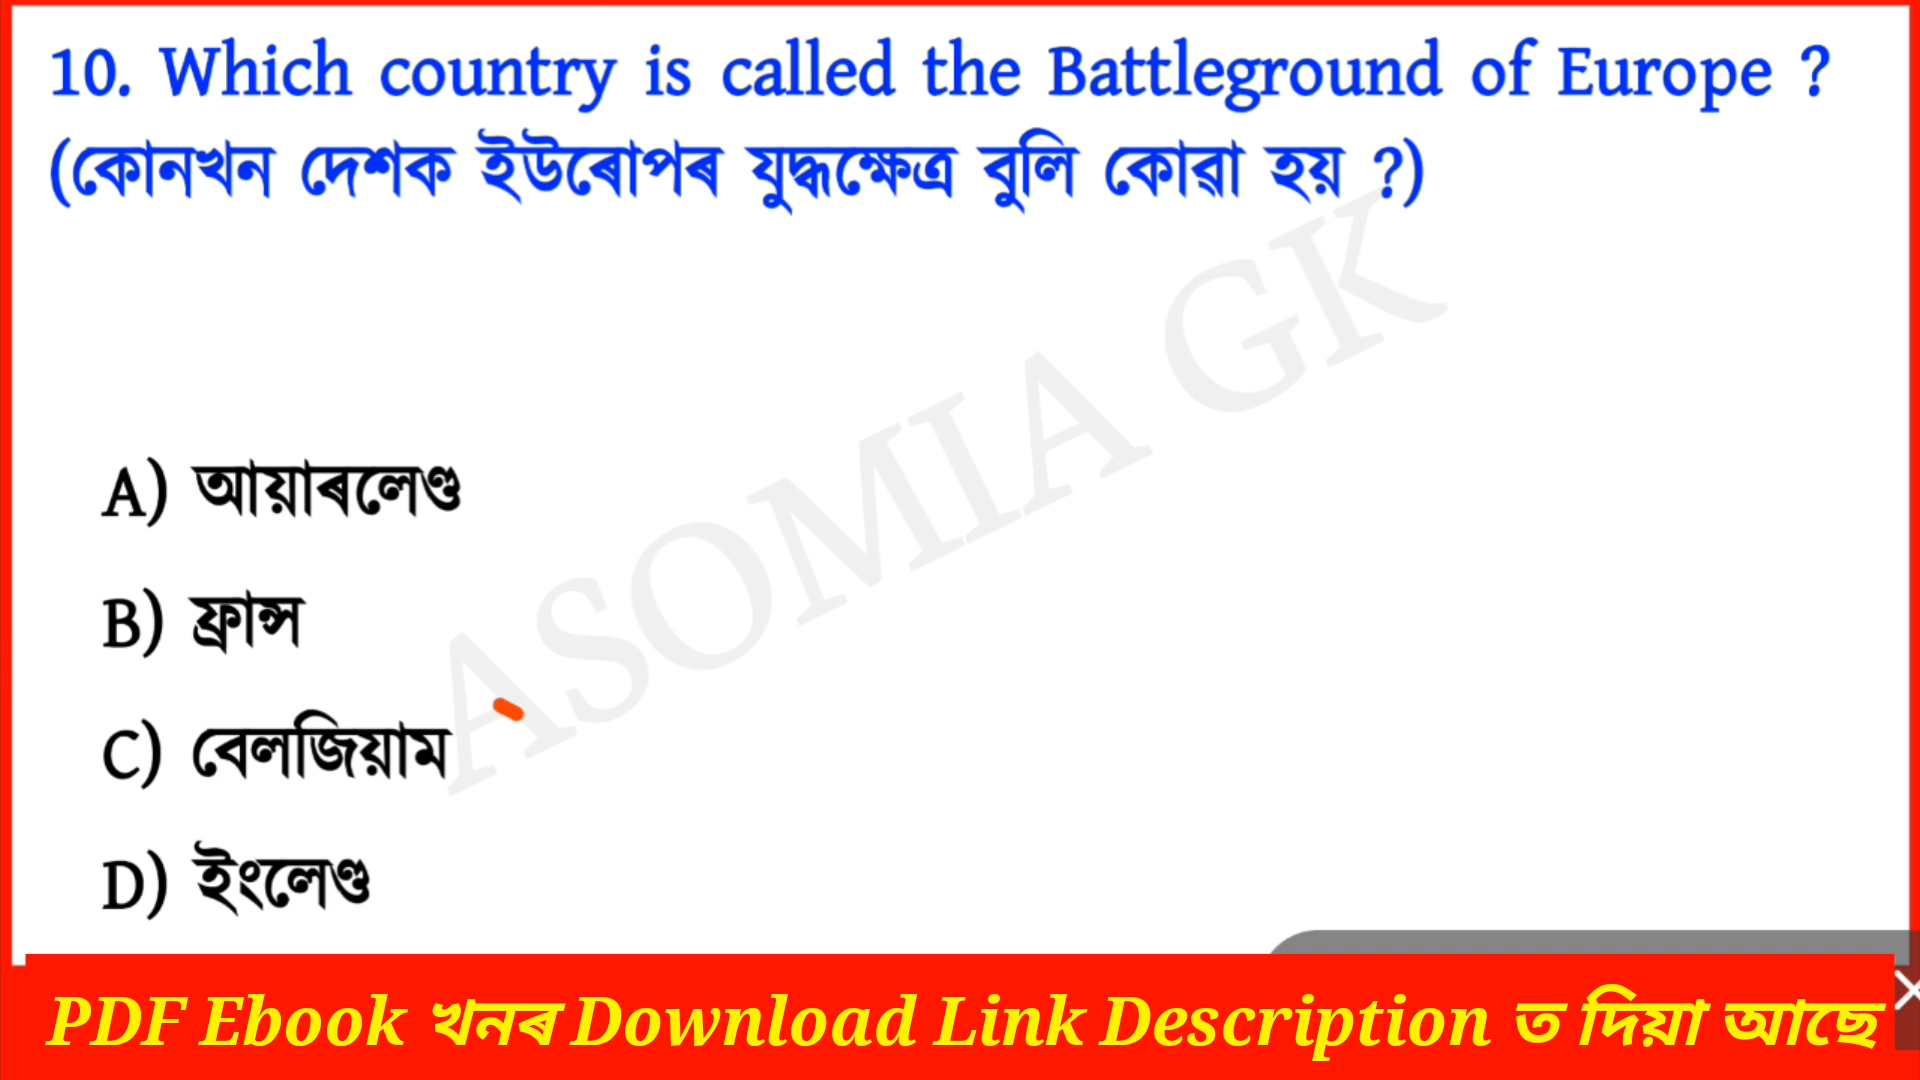 10. Which country is called the Battleground of Europe ?
(কোনখন দেশক ইউৰোপৰ যুদ্ধক্ষেত্ৰ বুলি কোৱা হয় ?)
ASOMIA GK
A) আয়াৰলেণ্ড
B) ফ্ৰান্স
C) বেলজিয়াম
D) ইংলেণ্ড
PDF Ebook খনৰ Download Link Description ত দিয়া আছে